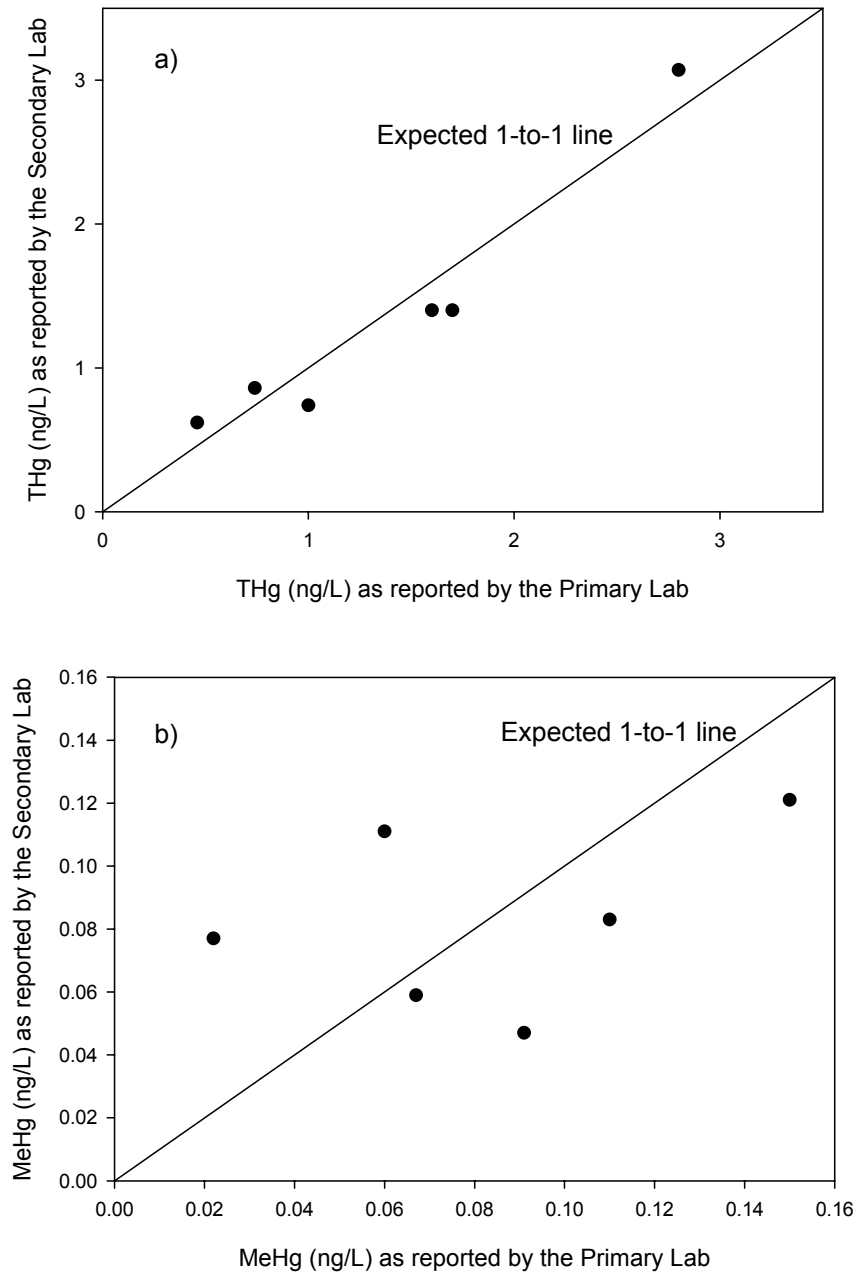 a)
Expected 1-to-1 line
THg (ng/L) as reported by the Secondary Lab
3
2
1
0
0 1 2 3
THg (ng/L) as reported by the Primary Lab
b)
Expected 1-to-1 line
MeHg (ng/L) as reported by the Secondary Lab
0.16
0.14
0.12
0.10
0.08
0.06
0.04
0.02
0.00
0.00 0.02 0.04 0.06 0.08 0.10 0.12 0.14 0.16
MeHg (ng/L) as reported by the Primary Lab